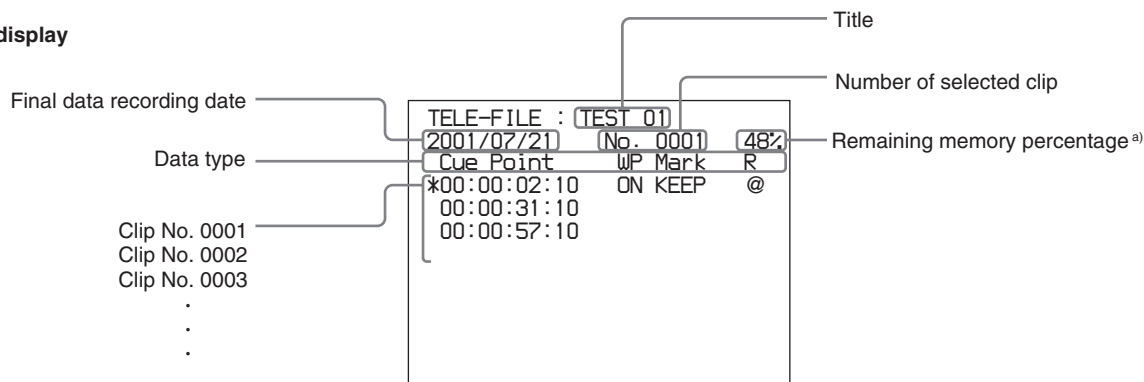 display
Title
Number of selected clip
Final data recording date
TELE-FILE : TEST 01
2001/07/21 No. 0001 48%
Remaining memory percentage a)
Data type
Cue Point WP Mark R
*00:00:02:10 ON KEEP @
00:00:31:10
00:00:57:10
Clip No. 0001
Clip No. 0002
Clip No. 0003
.
.
.